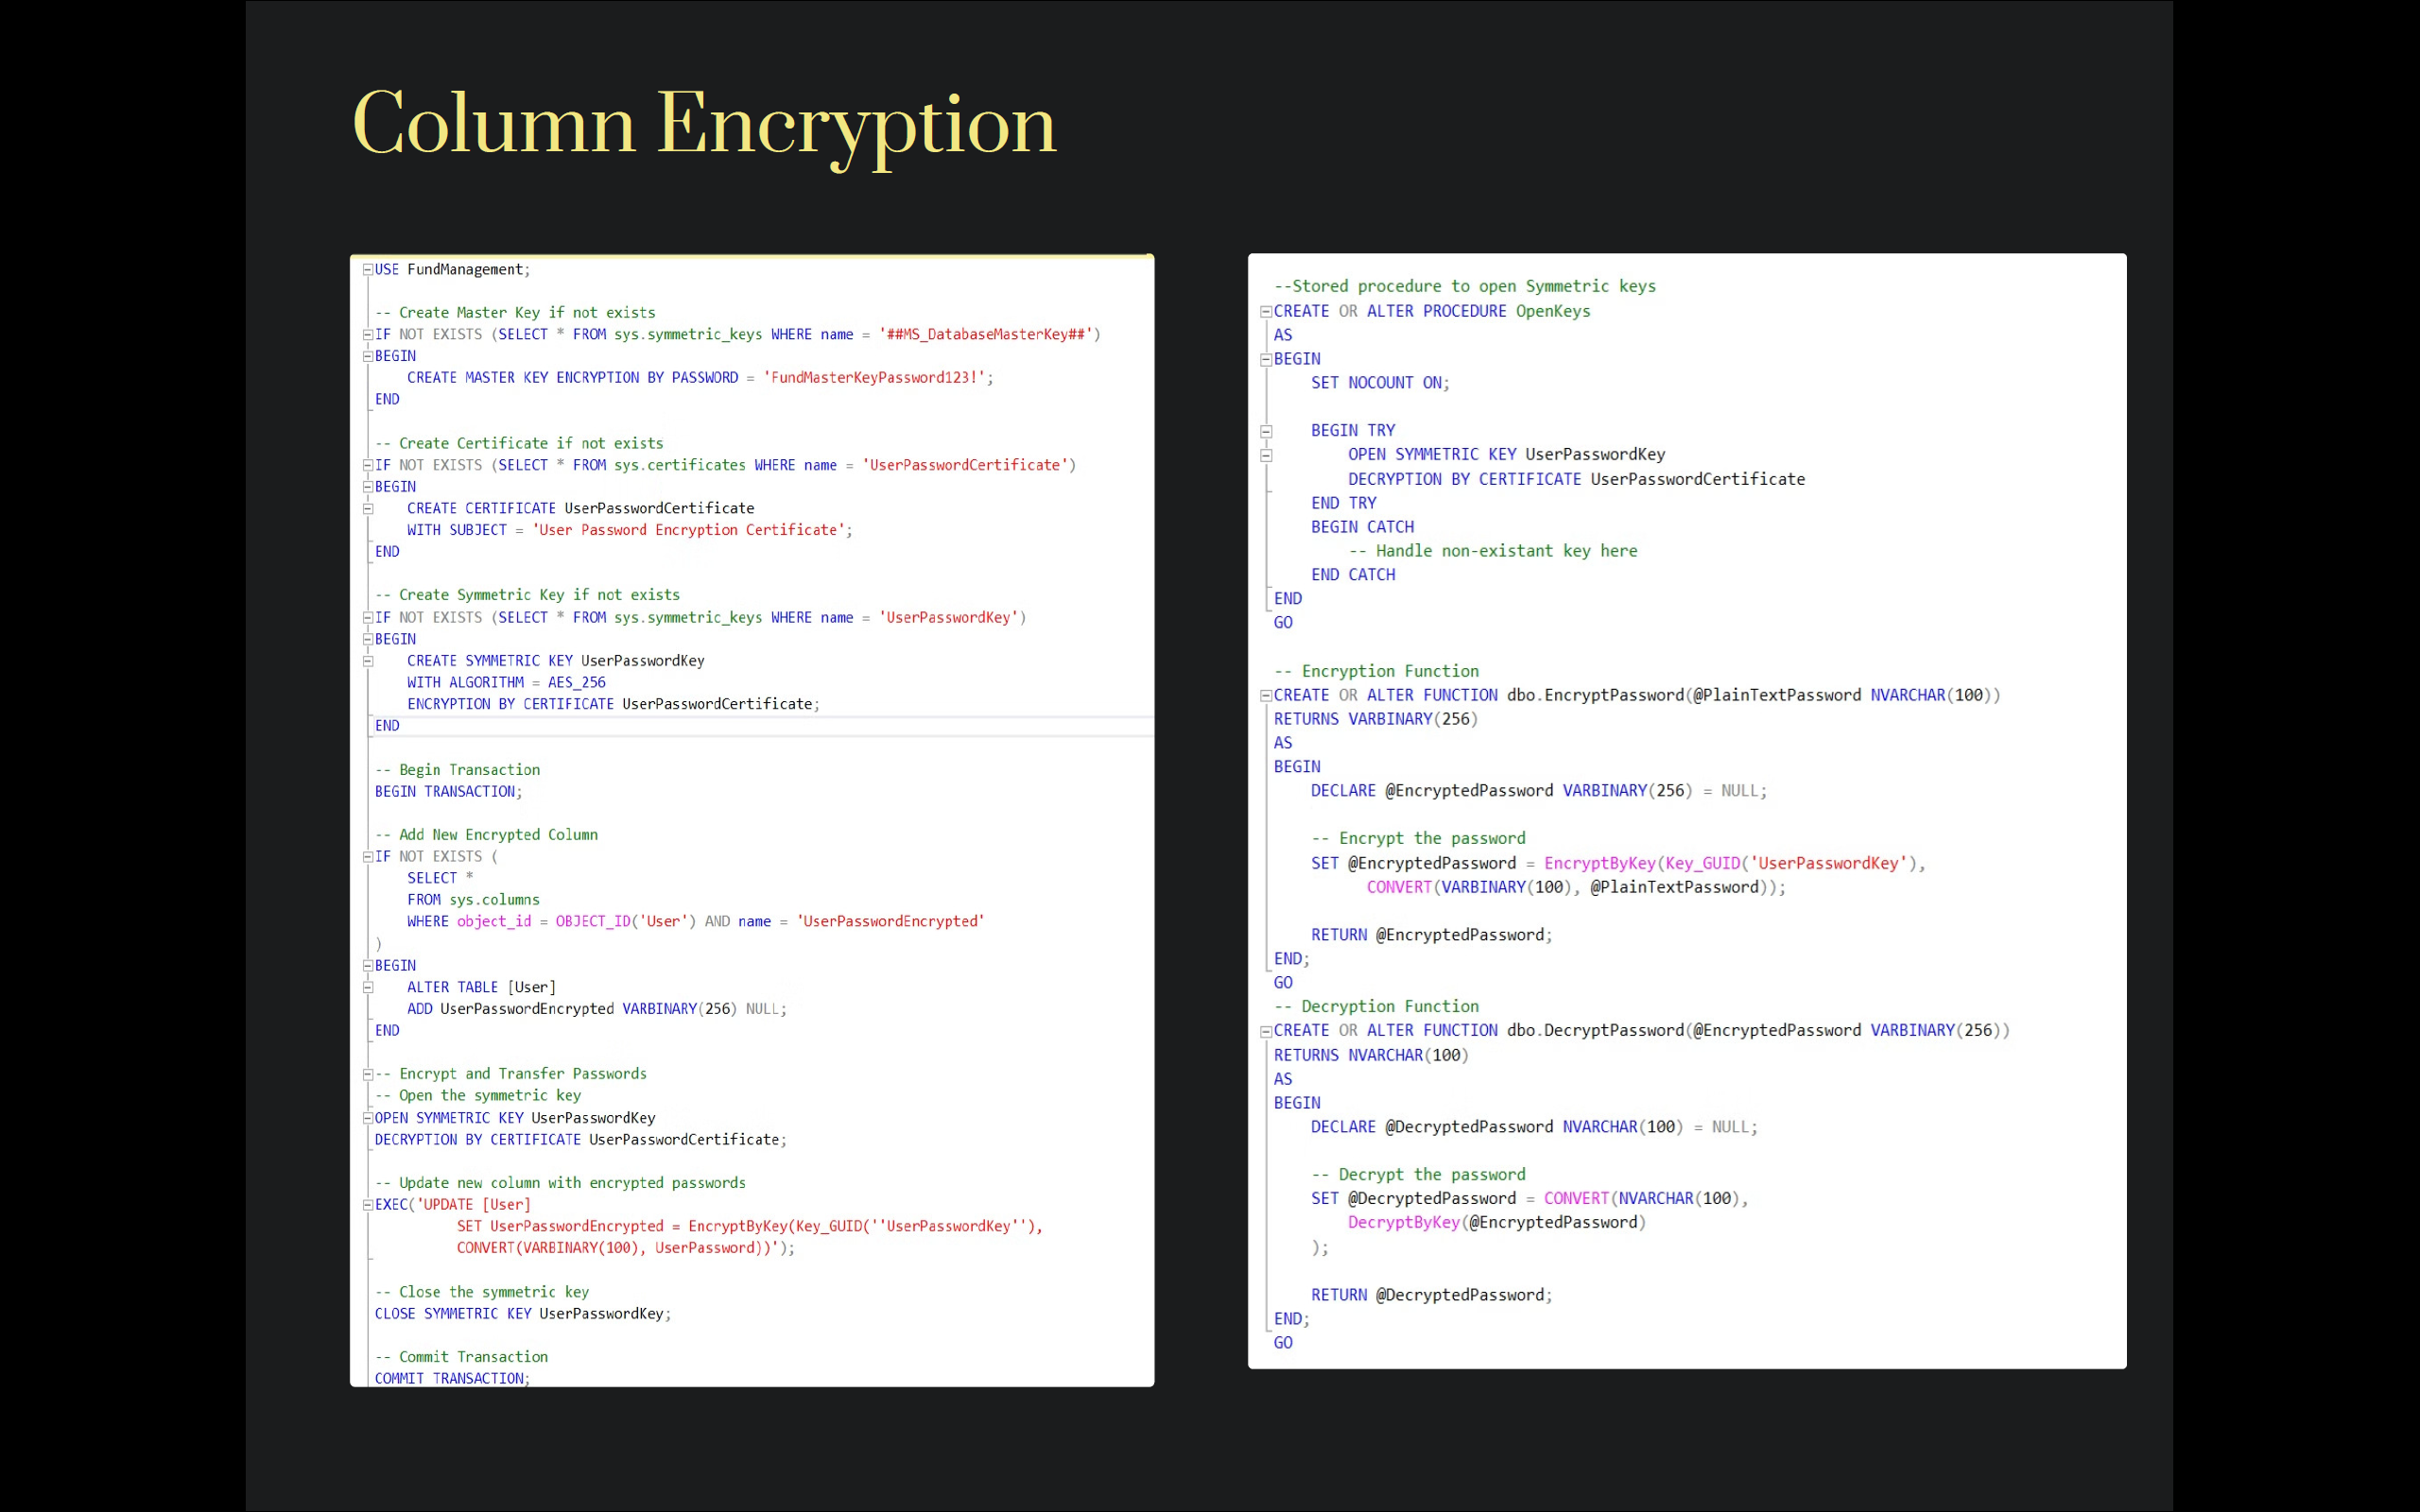 Column Encryption
USE FundManagement;
-- Create Master Key if not exists
IF NOT EXISTS (SELECT * FROM sys.symmetric_keys WHERE name = '##MS_DatabaseMasterKey##')
BEGIN
CREATE MASTER KEY ENCRYPTION BY PASSWORD = 'FundMasterKeyPassword123!';
END
-- Create Certificate if not exists
IF NOT EXISTS (SELECT * FROM sys.certificates WHERE name = 'UserPasswordCertificate')
BEGIN
CREATE CERTIFICATE UserPasswordCertificate
WITH SUBJECT = 'User Password Encryption Certificate';
END
-- Create Symmetric Key if not exists
IF NOT EXISTS (SELECT * FROM sys.symmetric_keys WHERE name = 'UserPasswordKey')
BEGIN
CREATE SYMMETRIC KEY UserPasswordKey
WITH ALGORITHM = AES_256
ENCRYPTION BY CERTIFICATE UserPasswordCertificate;
END
-- Begin Transaction
BEGIN TRANSACTION;
-- Add New Encrypted Column
IF NOT EXISTS (
SELECT *
FROM sys.columns
WHERE object_id = OBJECT_ID('User') AND name = 'UserPasswordEncrypted'
)
BEGIN
ALTER TABLE [User]
ADD UserPasswordEncrypted VARBINARY(256) NULL;
END
-- Encrypt and Transfer Passwords
-- Open the symmetric key
OPEN SYMMETRIC KEY UserPasswordKey
DECRYPTION BY CERTIFICATE UserPasswordCertificate;
-- Update new column with encrypted passwords
EXEC('UPDATE [User]
SET UserPasswordEncrypted = EncryptByKey(Key_GUID(''UserPasswordKey''),
CONVERT(VARBINARY(100), UserPassword))');
-- Close the symmetric key
CLOSE SYMMETRIC KEY UserPasswordKey;
-- Commit Transaction
COMMIT TRANSACTION;
--Stored procedure to open Symmetric keys
CREATE OR ALTER PROCEDURE OpenKeys
AS
BEGIN
SET NOCOUNT ON;
BEGIN TRY
OPEN SYMMETRIC KEY UserPasswordKey
DECRYPTION BY CERTIFICATE UserPasswordCertificate
END TRY
BEGIN CATCH
-- Handle non-existant key here
END CATCH
END
GO
-- Encryption Function
CREATE OR ALTER FUNCTION dbo.EncryptPassword(@PlainTextPassword NVARCHAR(100))
RETURNS VARBINARY(256)
AS
BEGIN
DECLARE @EncryptedPassword VARBINARY(256) = NULL;
-- Encrypt the password
SET @EncryptedPassword = EncryptByKey(Key_GUID('UserPasswordKey'),
CONVERT(VARBINARY(100), @PlainTextPassword));
RETURN @EncryptedPassword;
END;
GO
-- Decryption Function
CREATE OR ALTER FUNCTION dbo.DecryptPassword(@EncryptedPassword VARBINARY(256))
RETURNS NVARCHAR(100)
AS
BEGIN
DECLARE @DecryptedPassword NVARCHAR(100) = NULL;
-- Decrypt the password
SET @DecryptedPassword = CONVERT(NVARCHAR(100),
DecryptByKey(@EncryptedPassword)
);
RETURN @DecryptedPassword;
END;
GO